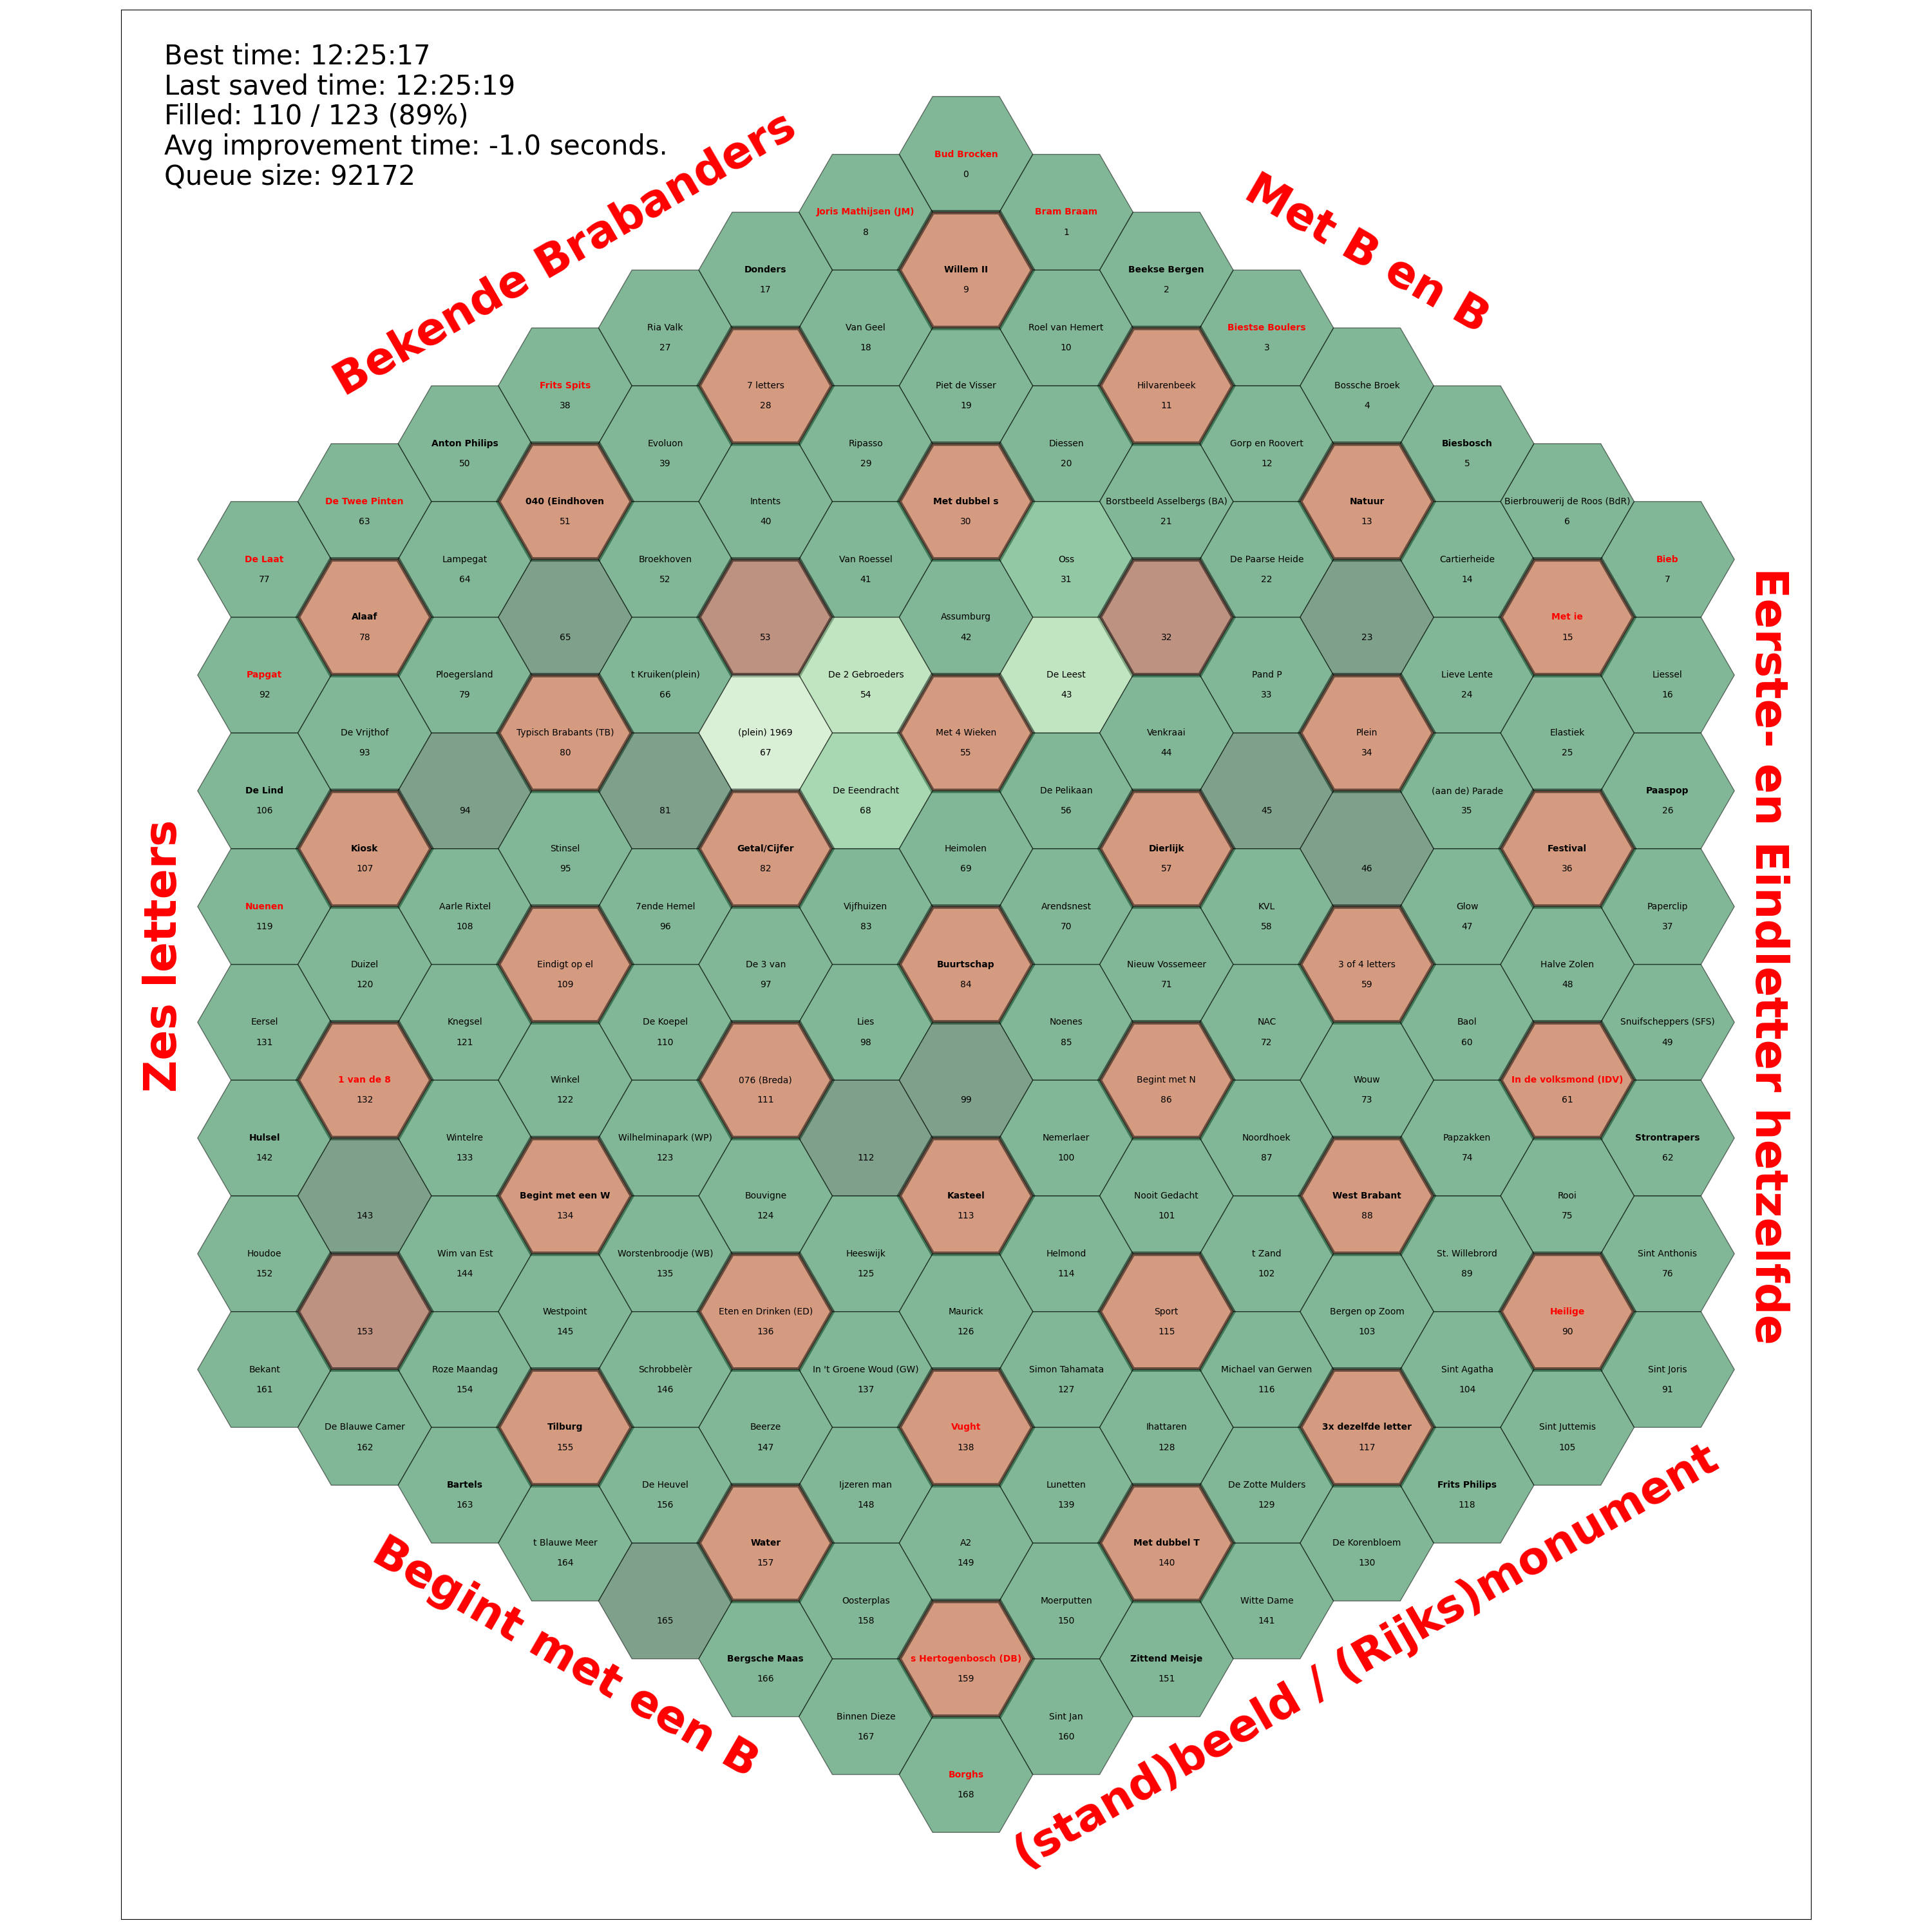 Best time: 12:25:17
Last saved time: 12:25:19
Filled: 110 / 123 (89%)
Avg improvement time: -1.0 seconds.
Queue size: 92172
Bekende Brabanders
Met B en B
Eerste- en Eindletter hetzelfde
(stand)beeld / (Rijks)monument
Begint met een B
Zes letters
Bud Brocken
0
Joris Mathijsen (JM)
8
Bram Braam
1
Donders
17
Willem II
9
Beekse Bergen
2
Ria Valk
27
Van Geel
18
Roel van Hemert
10
Biestse Boulers
3
Frits Spits
38
7 letters
28
Piet de Visser
19
Hilvarenbeek
11
Bossche Broek
4
Anton Philips
50
Evoluon
39
Ripasso
29
Diessen
20
Gorp en Roovert
12
Biesbosch
5
De Twee Pinten
63
040 (Eindhoven
51
Intents
40
Met dubbel s
30
Borstbeeld Asselbergs (BA)
21
Natuur
13
Bierbrouwerij de Roos (BdR)
6
De Laat
77
Lampegat
64
Broekhoven
52
Van Roessel
41
Oss
31
De Paarse Heide
22
Cartierheide
14
Bieb
7
Alaaf
78
65
53
Assumburg
42
32
23
Met ie
15
Papgat
92
Ploegersland
79
t Kruiken(plein)
66
De 2 Gebroeders
54
De Leest
43
Pand P
33
Lieve Lente
24
Liessel
16
De Vrijthof
93
Typisch Brabants (TB)
80
(plein) 1969
67
Met 4 Wieken
55
Venkraai
44
Plein
34
Elastiek
25
De Lind
106
94
81
De Eeendracht
68
De Pelikaan
56
45
(aan de) Parade
35
Paaspop
26
Kiosk
107
Stinsel
95
Getal/Cijfer
82
Heimolen
69
Dierlijk
57
46
Festival
36
Nuenen
119
Aarle Rixtel
108
7ende Hemel
96
Vijfhuizen
83
Arendsnest
70
KVL
58
Glow
47
Paperclip
37
Duizel
120
Eindigt op el
109
De 3 van
97
Buurtschap
84
Nieuw Vossemeer
71
3 of 4 letters
59
Halve Zolen
48
Eersel
131
Knegsel
121
De Koepel
110
Lies
98
Noenes
85
NAC
72
Baol
60
Snuifscheppers (SFS)
49
1 van de 8
132
Winkel
122
076 (Breda)
111
99
Begint met N
86
Wouw
73
In de volksmond (IDV)
61
Hulsel
142
Wintelre
133
Wilhelminapark (WP)
123
112
Nemerlaer
100
Noordhoek
87
Papzakken
74
Strontrapers
62
143
Begint met een W
134
Bouvigne
124
Kasteel
113
Nooit Gedacht
101
West Brabant
88
Rooi
75
Houdoe
152
Wim van Est
144
Worstenbroodje (WB)
135
Heeswijk
125
Helmond
114
t Zand
102
St. Willebrord
89
Sint Anthonis
76
153
Westpoint
145
Eten en Drinken (ED)
136
Maurick
126
Sport
115
Bergen op Zoom
103
Heilige
90
Bekant
161
Roze Maandag
154
Schrobbelèr
146
In 't Groene Woud (GW)
137
Simon Tahamata
127
Michael van Gerwen
116
Sint Agatha
104
Sint Joris
91
De Blauwe Camer
162
Tilburg
155
Beerze
147
Vught
138
Ihattaren
128
3x dezelfde letter
117
Sint Juttemis
105
Bartels
163
De Heuvel
156
Ijzeren man
148
Lunetten
139
De Zotte Mulders
129
Frits Philips
118
t Blauwe Meer
164
Water
157
A2
149
Met dubbel T
140
De Korenbloem
130
165
Oosterplas
158
Moerputten
150
Witte Dame
141
Bergsche Maas
166
s Hertogenbosch (DB)
159
Zittend Meisje
151
Binnen Dieze
167
Sint Jan
160
Borghs
168